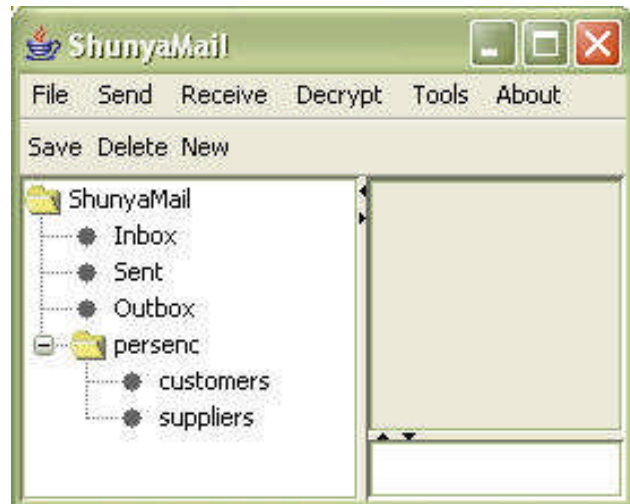 ShunyaMail
File Send Receive Decrypt Tools About
Save Delete New
ShunyaMail
Inbox
Sent
Outbox
persenc
customers
suppliers